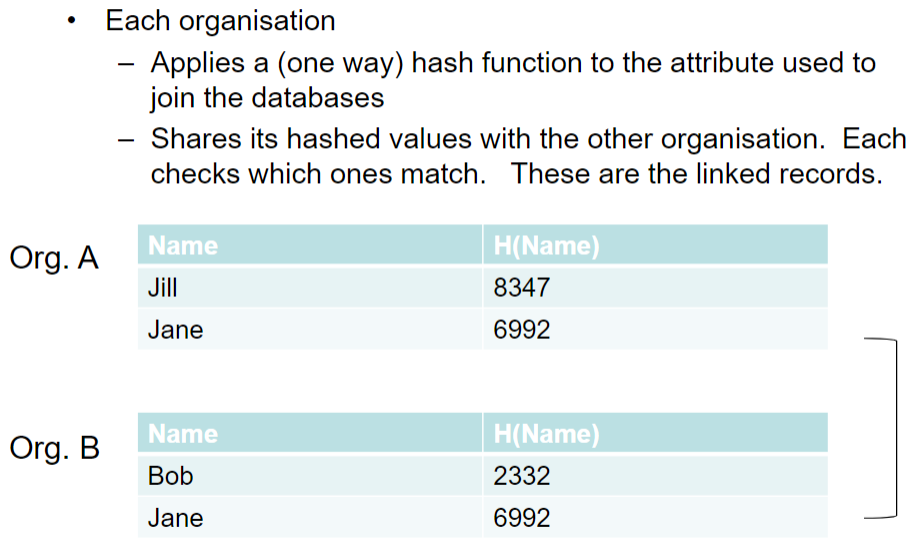 • Each organisation
– Applies a (one way) hash function to the attribute used to
join the databases
– Shares its hashed values with the other organisation. Each
checks which ones match. These are the linked records.
Org. A
Name H(Name)
Jill 8347
Jane 6992
Org. B
Name H(Name)
Bob 2332
Jane 6992